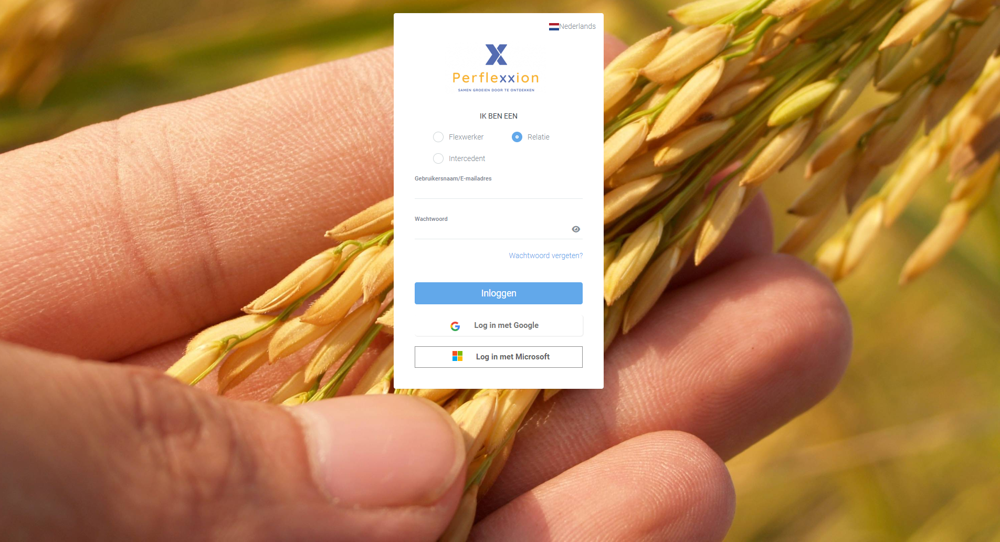 Nederlands
Perflexxion
SAMEN GROEIEN DOOR TE ONTDEKKEN
IK BEN EEN
Flexwerker
Relatie
Intercedent
Gebruikersnaam/E-mailadres
Wachtwoord
Wachtwoord vergeten?
Inloggen
Log in met Google
Log in met Microsoft